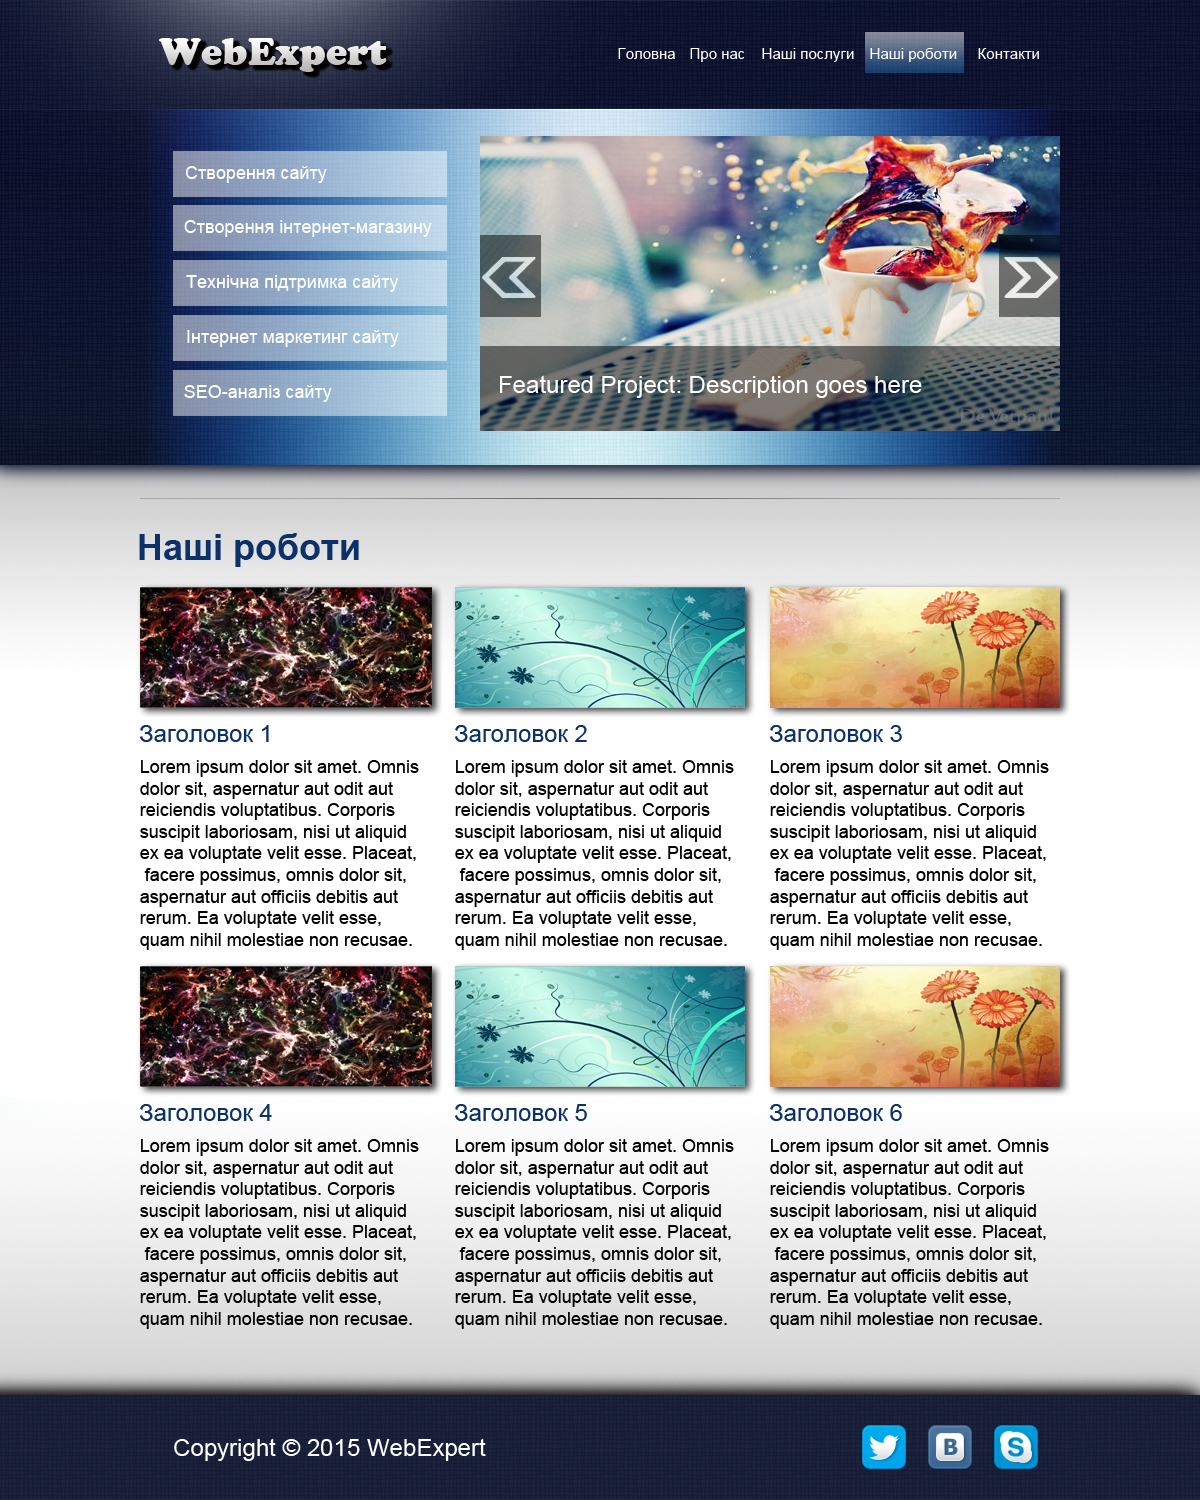 WebExpert
Головна Про нас Наші послуги Наші роботи Контакти
Створення сайту
Створення інтернет-магазину
Технічна підтримка сайту
Інтернет маркетинг сайту
SEO-аналіз сайту
Featured Project: Description goes here
Наші роботи
Заголовок 1
Lorem ipsum dolor sit amet. Omnis
dolor sit, aspernatur aut odit aut
reiciendis voluptatibus. Corporis
suscipit laboriosam, nisi ut aliquid
ex ea voluptate velit esse. Placeat,
facere possimus, omnis dolor sit,
aspernatur aut officiis debitis aut
rerum. Ea voluptate velit esse,
quam nihil molestiae non recusae.
Заголовок 2
Lorem ipsum dolor sit amet. Omnis
dolor sit, aspernatur aut odit aut
reiciendis voluptatibus. Corporis
suscipit laboriosam, nisi ut aliquid
ex ea voluptate velit esse. Placeat,
facere possimus, omnis dolor sit,
aspernatur aut officiis debitis aut
rerum. Ea voluptate velit esse,
quam nihil molestiae non recusae.
Заголовок 3
Lorem ipsum dolor sit amet. Omnis
dolor sit, aspernatur aut odit aut
reiciendis voluptatibus. Corporis
suscipit laboriosam, nisi ut aliquid
ex ea voluptate velit esse. Placeat,
facere possimus, omnis dolor sit,
aspernatur aut officiis debitis aut
rerum. Ea voluptate velit esse,
quam nihil molestiae non recusae.
Заголовок 4
Lorem ipsum dolor sit amet. Omnis
dolor sit, aspernatur aut odit aut
reiciendis voluptatibus. Corporis
suscipit laboriosam, nisi ut aliquid
ex ea voluptate velit esse. Placeat,
facere possimus, omnis dolor sit,
aspernatur aut officiis debitis aut
rerum. Ea voluptate velit esse,
quam nihil molestiae non recusae.
Заголовок 5
Lorem ipsum dolor sit amet. Omnis
dolor sit, aspernatur aut odit aut
reiciendis voluptatibus. Corporis
suscipit laboriosam, nisi ut aliquid
ex ea voluptate velit esse. Placeat,
facere possimus, omnis dolor sit,
aspernatur aut officiis debitis aut
rerum. Ea voluptate velit esse,
quam nihil molestiae non recusae.
Заголовок 6
Lorem ipsum dolor sit amet. Omnis
dolor sit, aspernatur aut odit aut
reiciendis voluptatibus. Corporis
suscipit laboriosam, nisi ut aliquid
ex ea voluptate velit esse. Placeat,
facere possimus, omnis dolor sit,
aspernatur aut officiis debitis aut
rerum. Ea voluptate velit esse,
quam nihil molestiae non recusae.
Copyright © 2015 WebExpert
B S